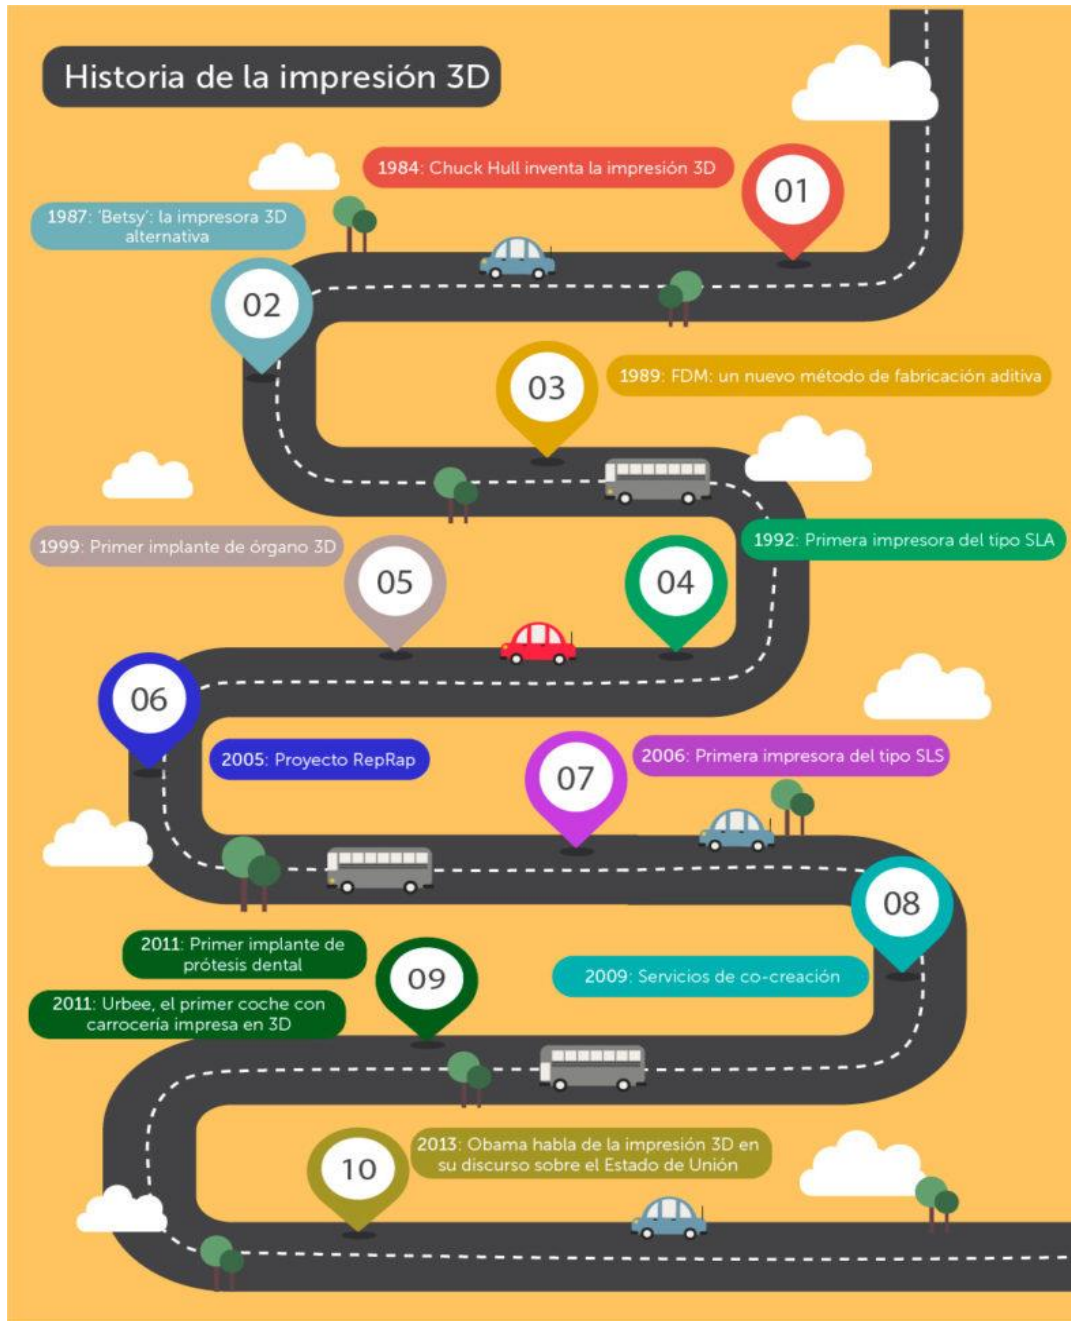 Historia de la impresión 3D
1984: Chuck Hull inventa la impresión 3D
01
1987: 'Betsy': la impresora 3D
alternativa
02
03
1989: FDM: un nuevo método de fabricación aditiva
1999: Primer implante de órgano 3D
05
04
1992: Primera impresora del tipo SLA
06
2005: Proyecto RepRap
07
2006: Primera impresora del tipo SLS
08
2011: Primer implante de
prótesis dental
09
2009: Servicios de co-creación
2011: Urbee, el primer coche con
carrocería impresa en 3D
10
2013: Obama habla de la impresión 3D en
su discurso sobre el Estado de Unión